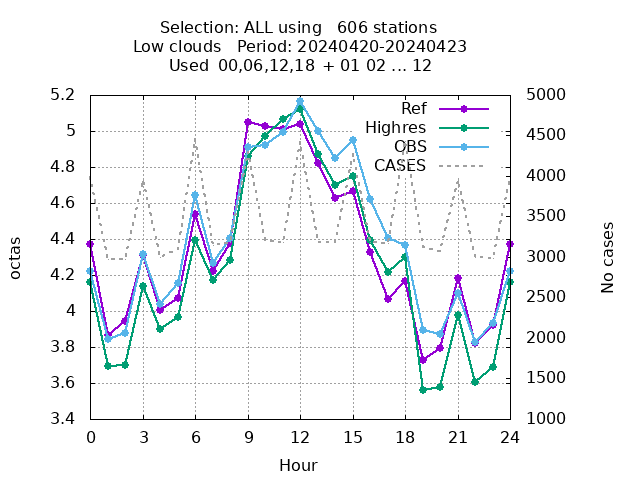 Selection: ALL using   606 stations
Low clouds   Period: 20240420-20240423
Used  00,06,12,18 + 01 02 ... 12
5.2
5
4.8
4.6
4.4
4.2
4
3.8
3.6
3.4
octas
5000
4500
4000
3500
3000
2500
2000
1500
1000
No cases
Ref
Highres
OBS
CASES
0 3 6 9 12 15 18 21 24
Hour